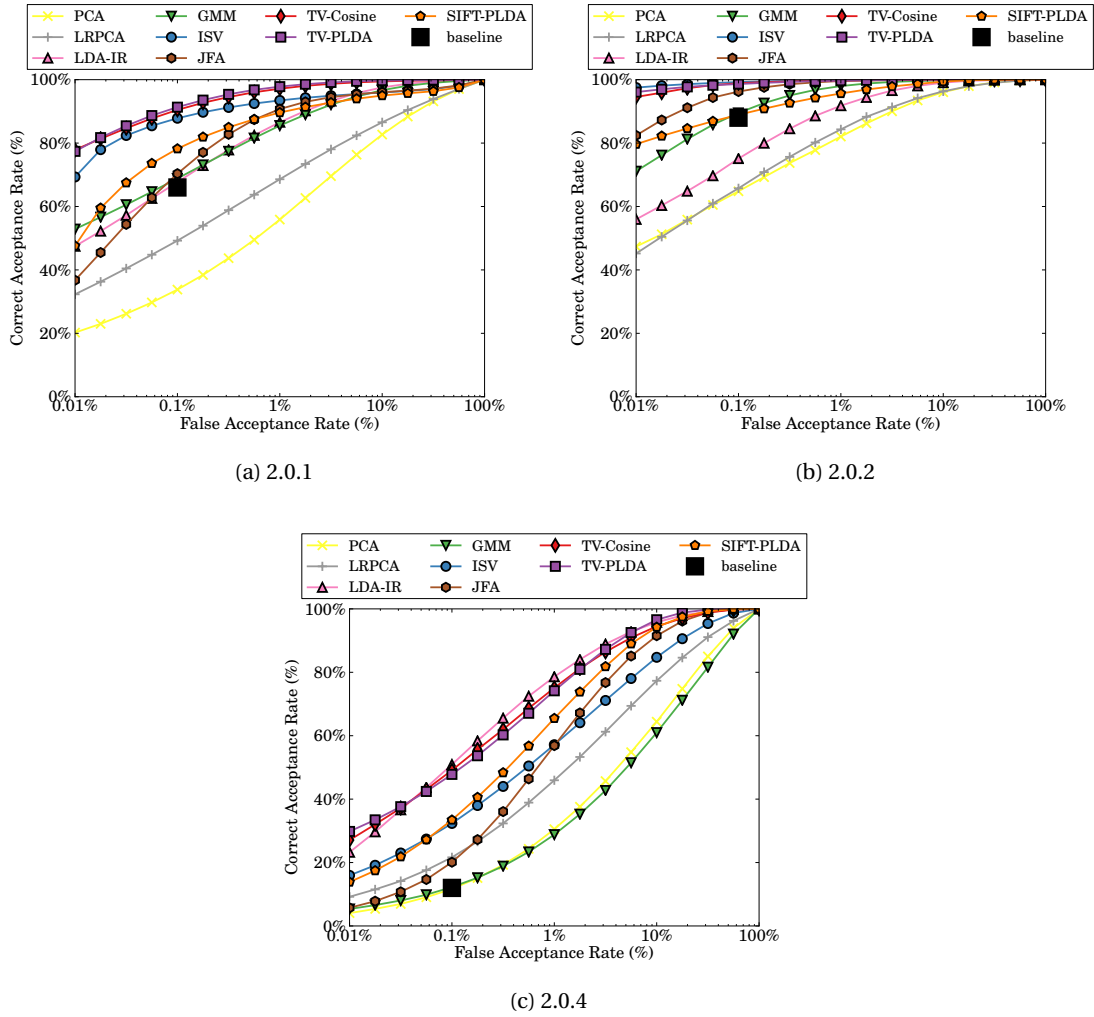 PCA GMM TV-Cosine SIFT-PLDA
LRPCA ISV TV-PLDA baseline
LDA-IR JFA
100%
80%
60%
40%
20%
0%
Correct Acceptance Rate (%)
0.01% 0.1% 1% 10% 100%
False Acceptance Rate (%)
(a) 2.0.1
PCA GMM TV-Cosine SIFT-PLDA
LRPCA ISV TV-PLDA baseline
LDA-IR JFA
100%
80%
60%
40%
20%
0%
Correct Acceptance Rate (%)
0.01% 0.1% 1% 10% 100%
False Acceptance Rate (%)
(b) 2.0.2
PCA GMM TV-Cosine SIFT-PLDA
LRPCA ISV TV-PLDA baseline
LDA-IR JFA
100%
80%
60%
40%
20%
0%
Correct Acceptance Rate (%)
0.01% 0.1% 1% 10% 100%
False Acceptance Rate (%)
(c) 2.0.4